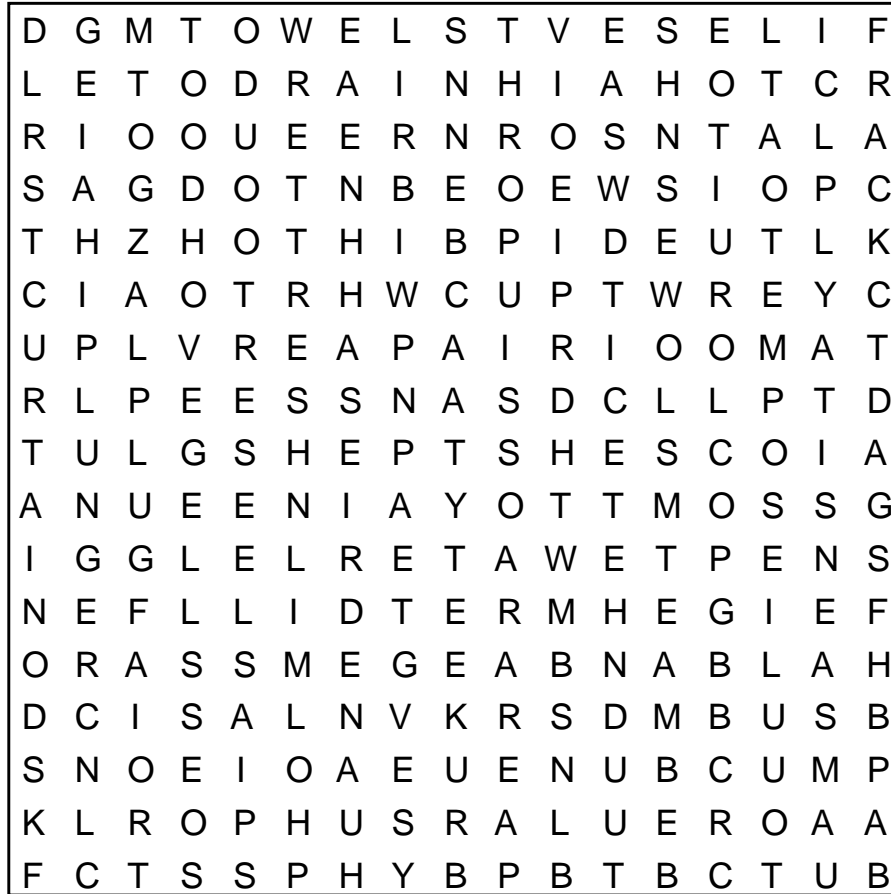 D G M T O W E L S T V E S E L I F
L E T O D R A I N H I A H O T C R
R I O O U E E R N R O S N T A L A
S A G D O T N B E O E W S I O P C
T H Z H O T H I B P I D E U T L K
C I A O T R H W C U P T W R E Y C
U P L V R E A P A I R I O O M A T
R L P E E S S N A S D C L L P T D
T U L G S H E P T S H E S C O I A
A N U E E N I A Y O T T M O S S G
I G G L E L R E T A W E T P E N S
N E F L L I D T E R M H E G I E F
O R A S S M E G E A B N A B L A H
D C I S A L N V K R S D M B U S B
S N O E I O A E U E N U B C U M P
K L R O P H U S R A L U E R O A A
F C T S S P H Y B P B T B C T U B